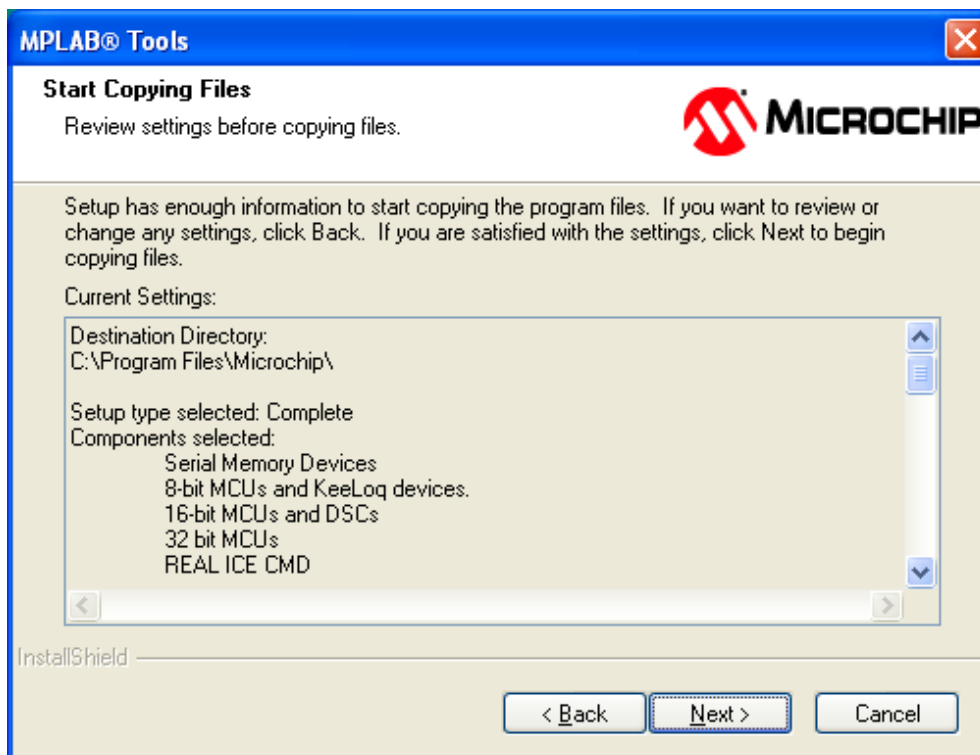 MPLAB® Tools
Start Copying Files
Review settings before copying files.
MICROCHIP
Setup has enough information to start copying the program files. If you want to review or
change any settings, click Back. If you are satisfied with the settings, click Next to begin
copying files.
Current Settings:
Destination Directory:
C:\Program Files\Microchip\
Setup type selected: Complete
Components selected:
Serial Memory Devices
8-bit MCUs and KeeLoq devices.
16-bit MCUs and DSCs
32 bit MCUs
REAL ICE CMD
InstallShield
< Back
Next >
Cancel